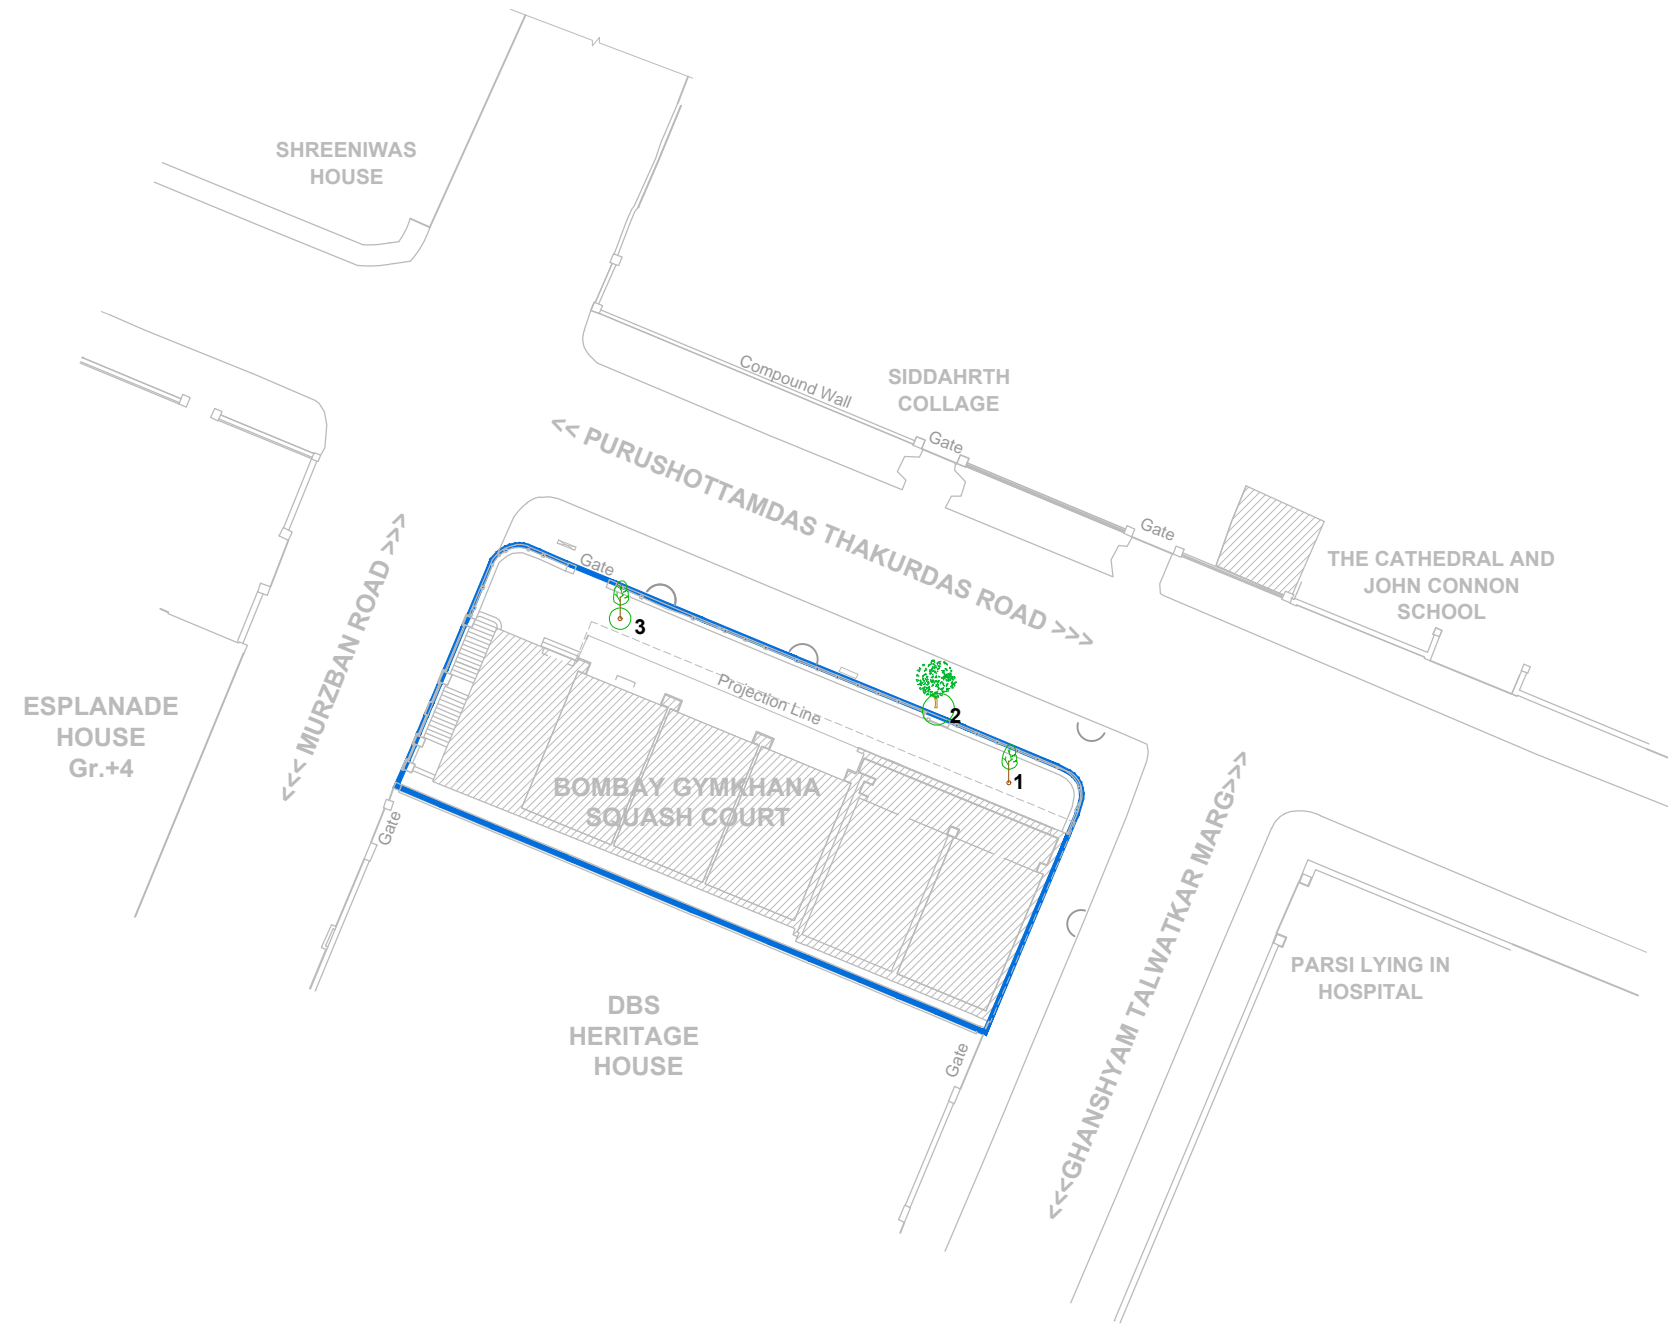 SHREENIWAS
HOUSE
Compound Wall
SIDDAHRTH
COLLAGE
Gate
<< PURUSHOTTAMDAS THAKURDAS ROAD >>>
Gate
THE CATHEDRAL AND
JOHN CONNON
SCHOOL
Gate
<<< MURZBAN ROAD >>>
3
Projection Line
2
1
ESPLANADE
HOUSE
Gr.+4
BOMBAY GYMKHANA
SQUASH COURT
Gate
<<<GHANSHYAM TALWATKAR MARG>>>
PARSI LYING IN
HOSPITAL
DBS
HERITAGE
HOUSE
Gate